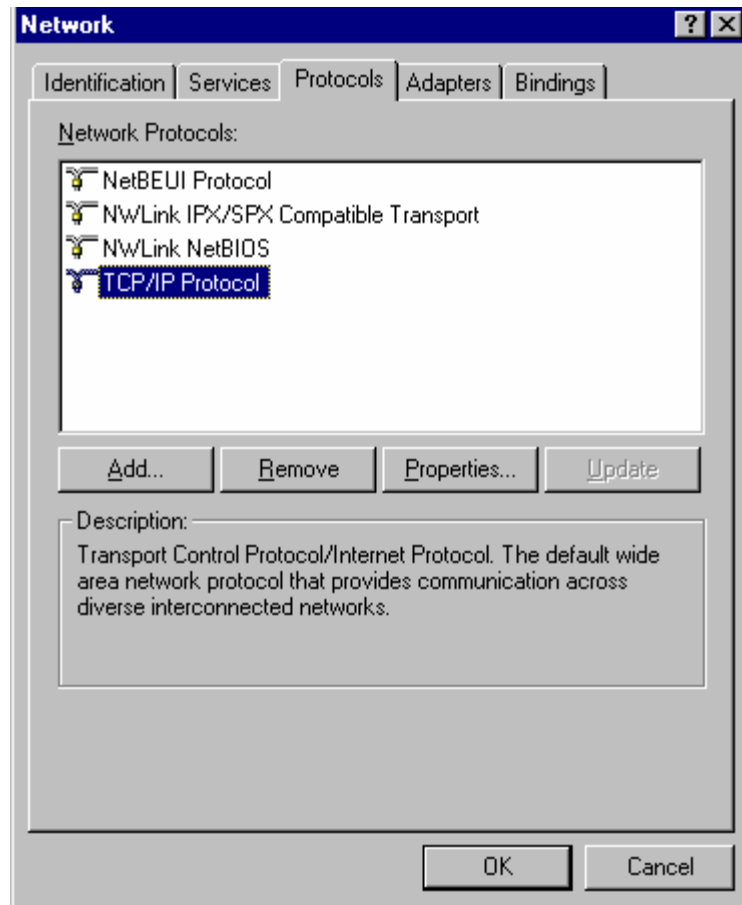 Network
Identification Services Protocols Adapters Bindings
Network Protocols:
NetBEUI Protocol
NWLink IPX/SPX Compatible Transport
NWLink NetBIOS
TCP/IP Protocol
Add... Remove Properties... Update
Description:
Transport Control Protocol/Internet Protocol. The default wide
area network protocol that provides communication across
diverse interconnected networks.
OK Cancel